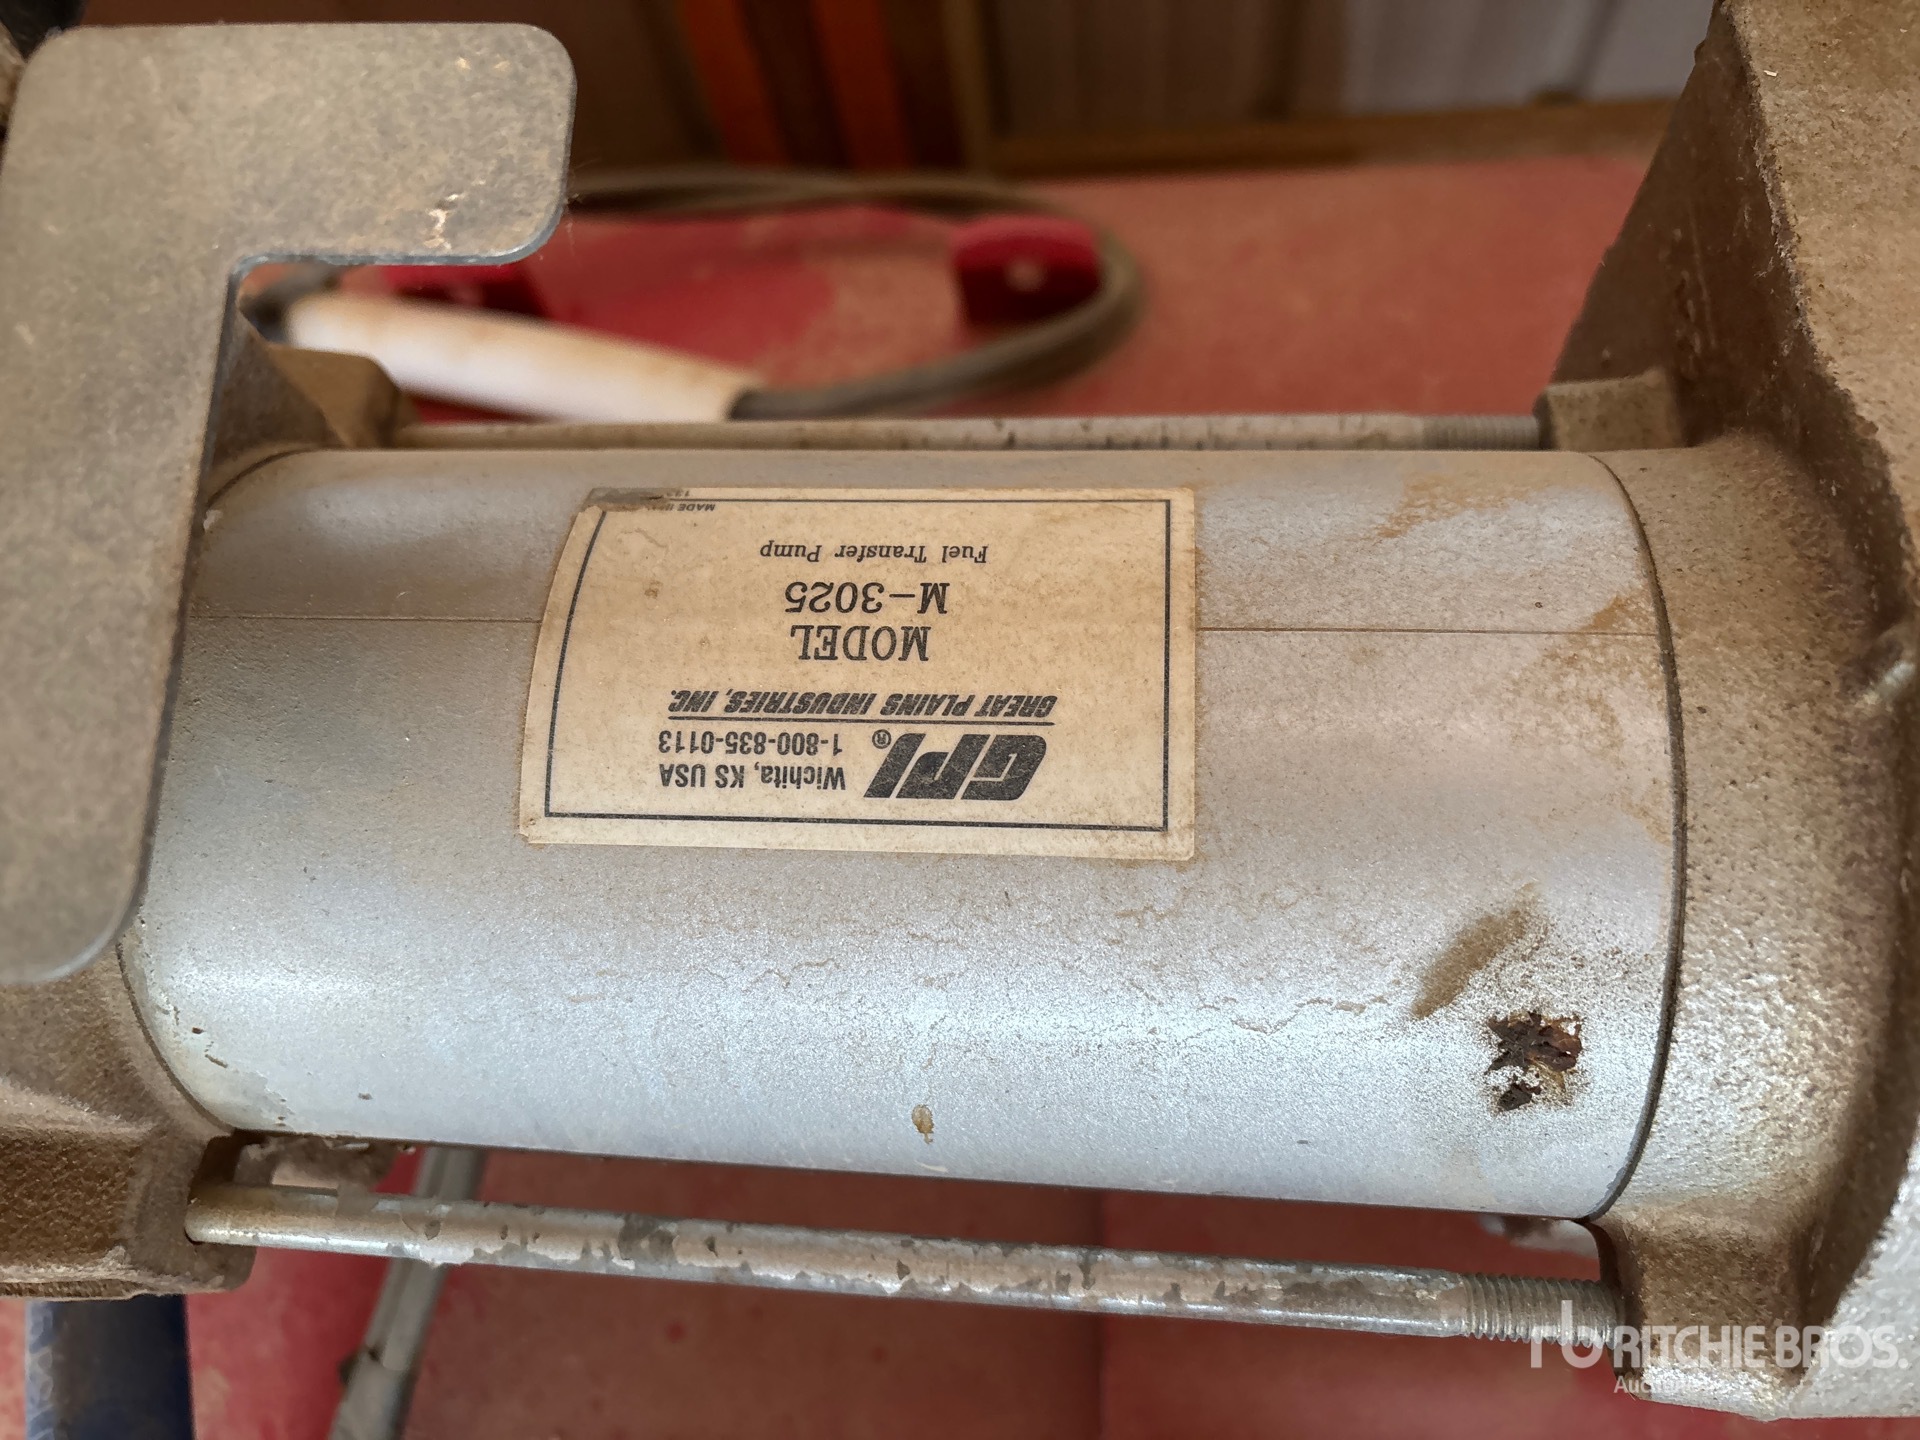 GPI® Wichita, KS USA
1-800-835-0113
GREAT PLAINS INDUSTRIES, INC.
MODEL
M-3025
Fuel Transfer Pump
MADE
RITCHIE BROS.